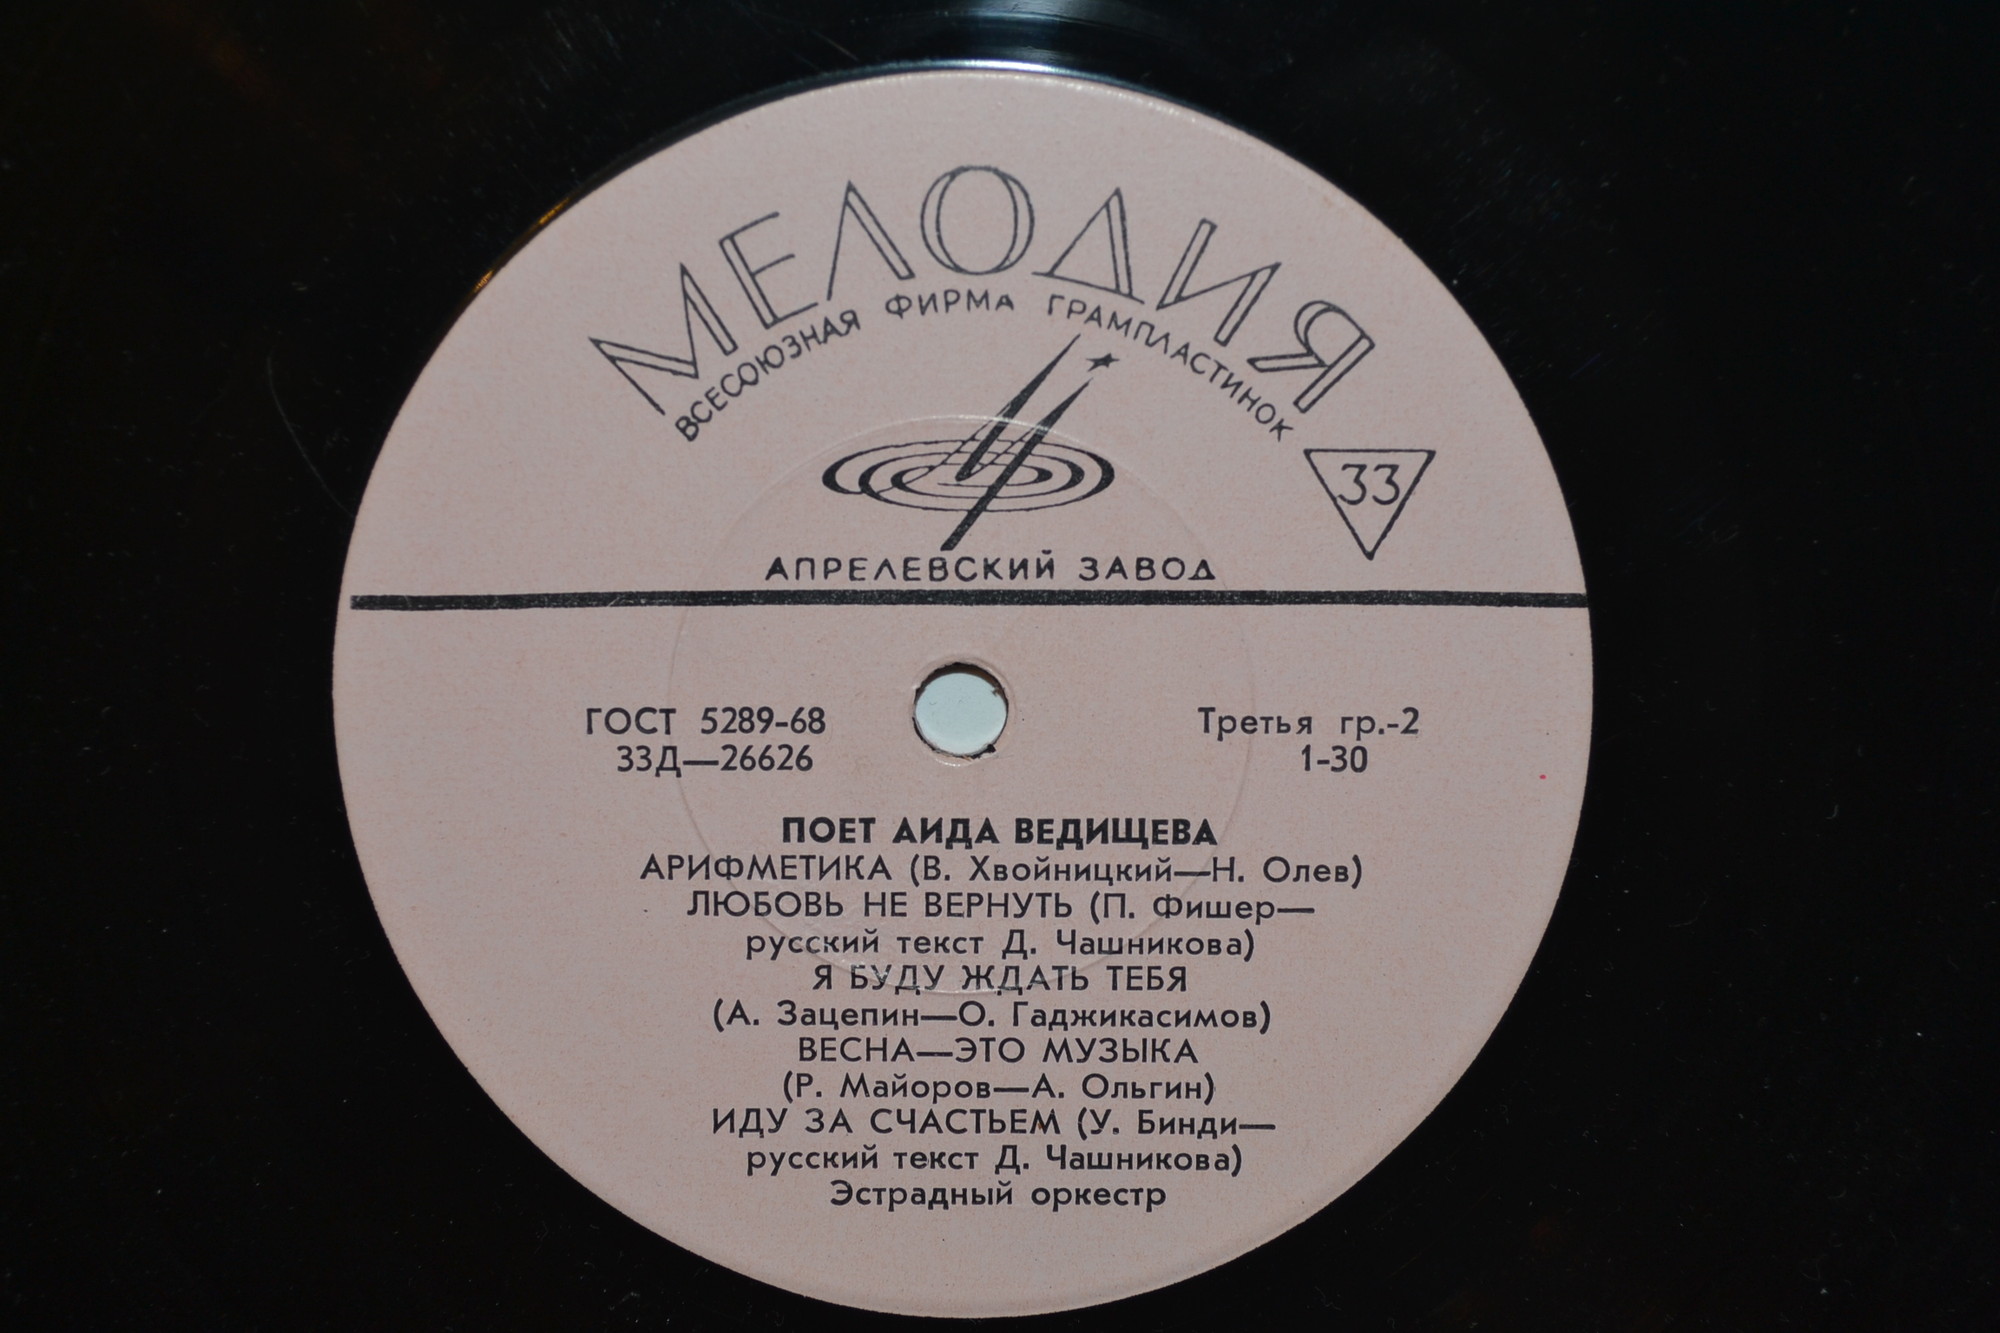 МЕЛОДИЯ
ВСЕСОЮЗНАЯ ФИРМА ГРАМПЛАСТИНОК
33
АПРЕЛЕВСКИЙ ЗАВОД
ГОСТ 5289-68
33Д—26626
Третья гр.-2
1-30
ПОЕТ АИДА ВЕДИЩЕВА
АРИФМЕТИКА (В. Хвойницкий—Н. Олев)
ЛЮБОВЬ НЕ ВЕРНУТЬ (П. Фишер—
русский текст Д. Чашникова)
Я БУДУ ЖДАТЬ ТЕБЯ
(А. Зацепин—О. Гаджикасимов)
ВЕСНА—ЭТО МУЗЫКА
(Р. Майоров—А. Ольгин)
ИДУ ЗА СЧАСТЬЕМ (У. Бинди—
русский текст Д. Чашникова)
Эстрадный оркестр